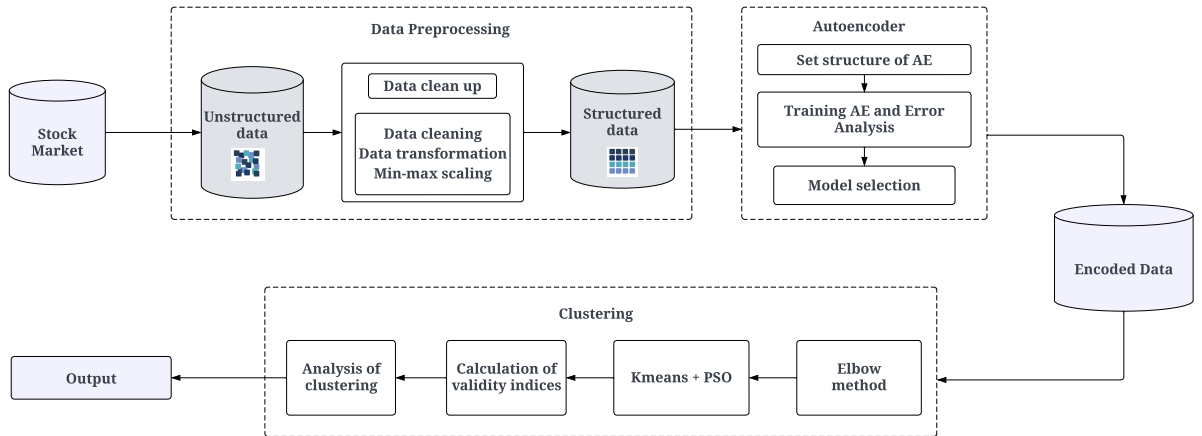 Data Preprocessing
Autoencoder
Stock
Market
Unstructured
data
Data clean up
Data cleaning
Data transformation
Min-max scaling
Structured
data
Set structure of AE
Training AE and Error
Analysis
Model selection
Encoded Data
Clustering
Elbow
method
Kmeans + PSO
Calculation of
validity indices
Analysis of
clustering
Output